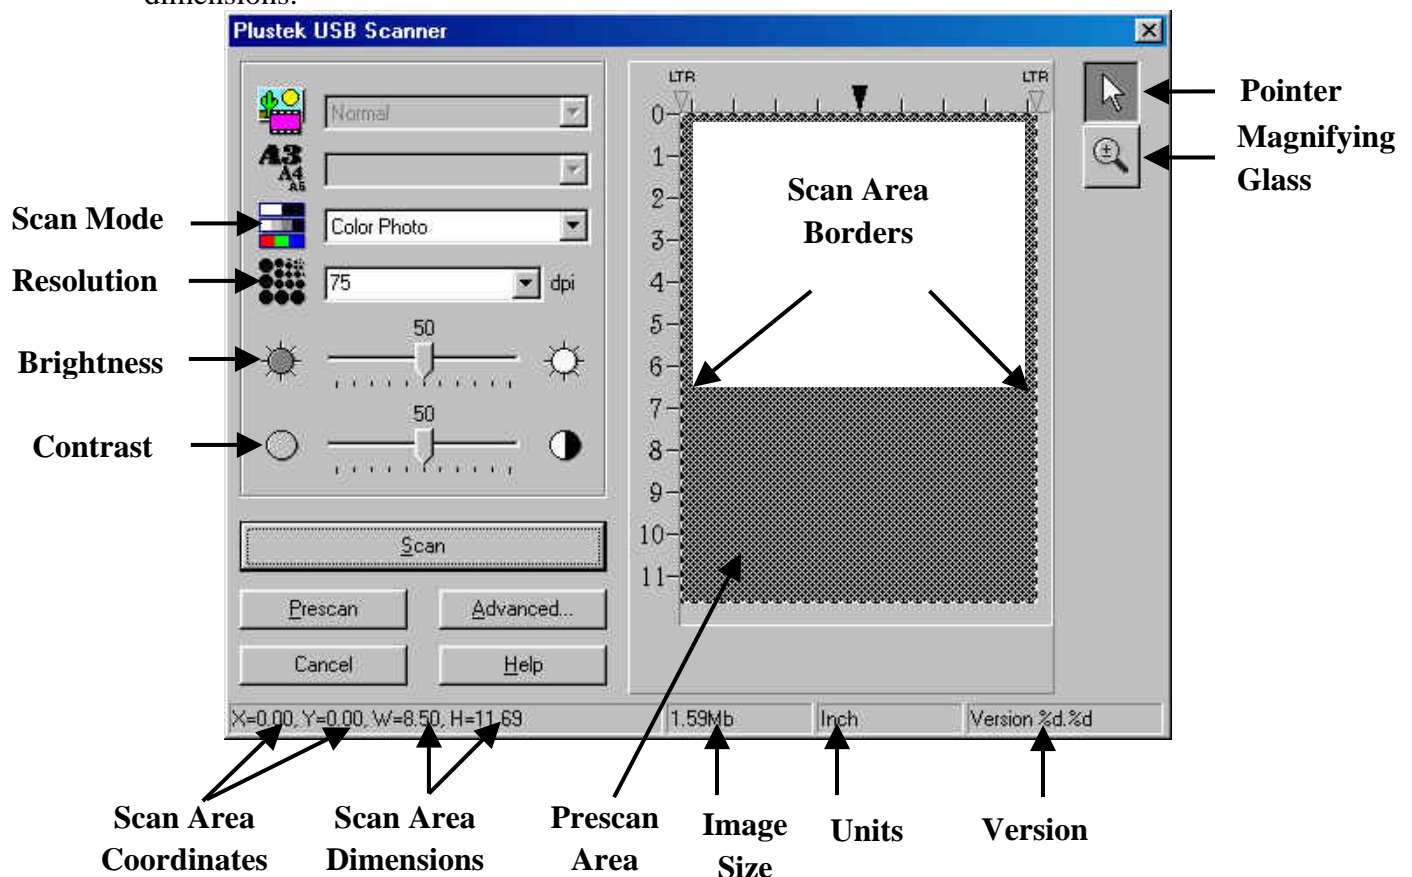 dimensions.
Plustek USB Scanner
Normal
A3
A4
A5
Color Photo
75 dpi
50
50
Scan
Prescan Advanced...
Cancel Help
LTR LTR
0
1
2
3
4
5
6
7
8
9
10
11
X=0.00, Y=0.00, W=8.50, H=11.69 1.59Mb Inch Version %d.%d
Scan Mode
Resolution
Brightness
Contrast
Scan Area
Borders
Pointer
Magnifying
Glass
Scan Area
Coordinates
Scan Area
Dimensions
Prescan
Area
Image
Size
Units
Version